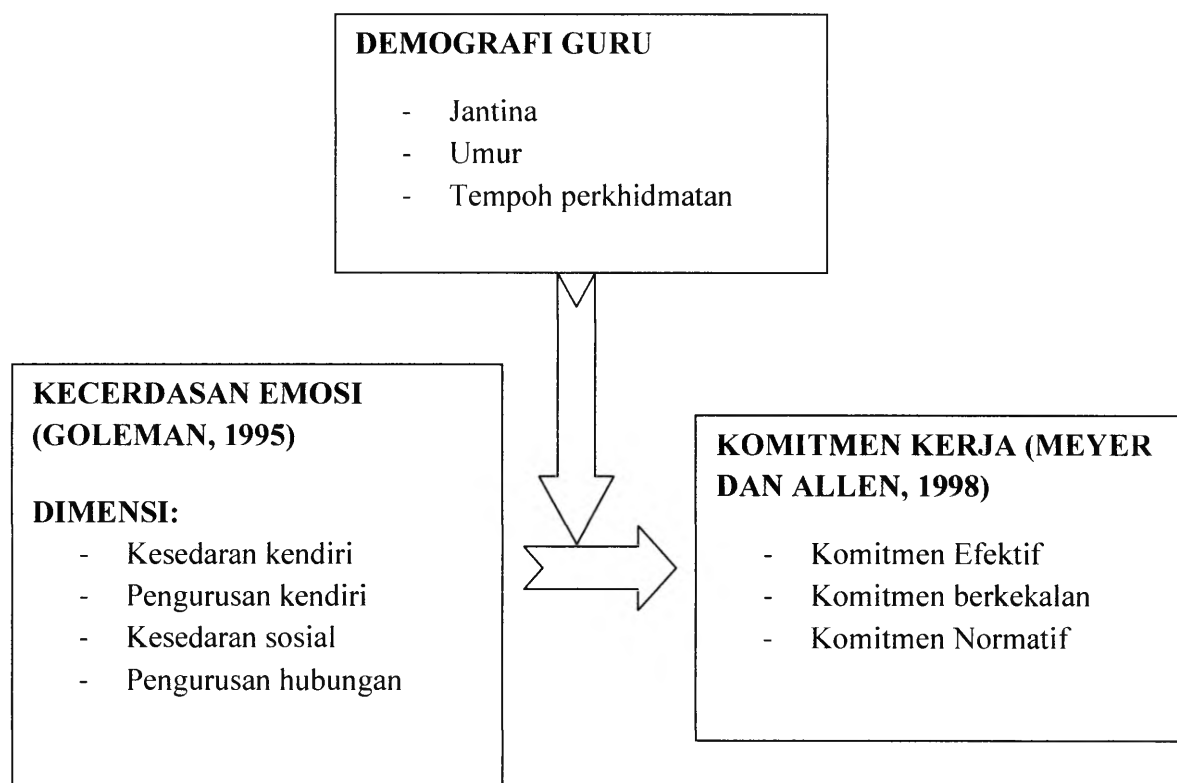 DEMOGRAFI GURU
- Jantina
- Umur
- Tempoh perkhidmatan
KECERDASAN EMOSI
(GOLEMAN, 1995)
DIMENSI:
- Kesedaran kendiri
- Pengurusan kendiri
- Kesedaran sosial
- Pengurusan hubungan
KOMITMEN KERJA (MEYER
DAN ALLEN, 1998)
- Komitmen Efektif
- Komitmen berkekalan
- Komitmen Normatif